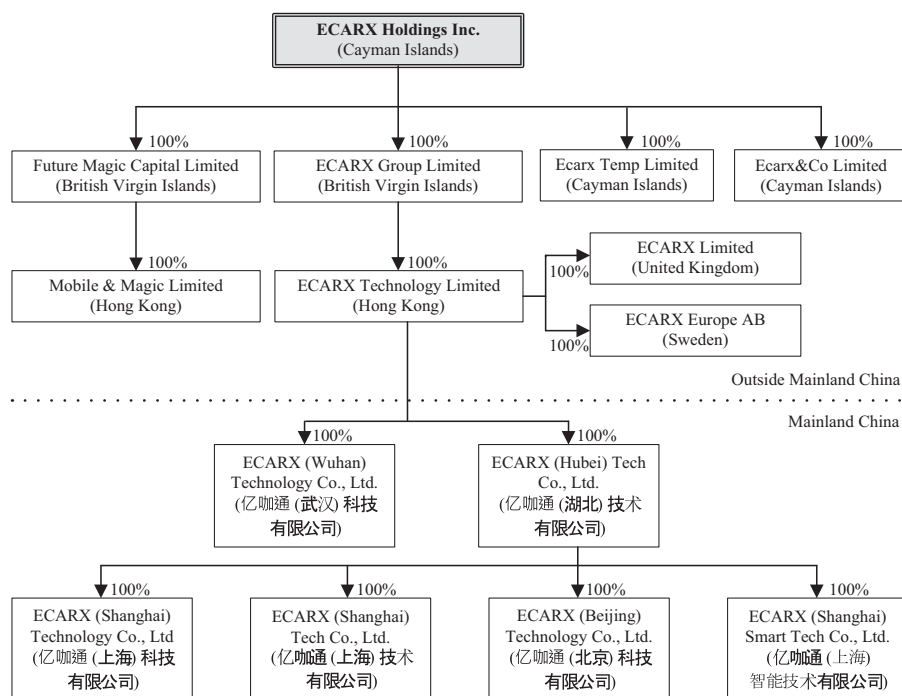 ECARX Holdings Inc.
(Cayman Islands)
100%
100%
100%
100%
Future Magic Capital Limited
(British Virgin Islands)
ECARX Group Limited
(British Virgin Islands)
Ecarx Temp Limited
(Cayman Islands)
Ecarx&Co Limited
(Cayman Islands)
100%
100%
Mobile & Magic Limited
(Hong Kong)
ECARX Technology Limited
(Hong Kong)
100%
ECARX Limited
(United Kingdom)
100%
ECARX Europe AB
(Sweden)
Outside Mainland China
Mainland China
100%
100%
ECARX (Wuhan)
Technology Co., Ltd.
(亿咖通 (武汉) 科技
有限公司)
ECARX (Hubei) Tech
Co., Ltd.
(亿咖通 (湖北) 技术
有限公司)
100%
100%
100%
100%
ECARX (Shanghai)
Technology Co., Ltd
(亿咖通 (上海) 科技
有限公司)
ECARX (Shanghai)
Tech Co., Ltd.
(亿咖通 (上海) 技术
有限公司)
ECARX (Beijing)
Technology Co., Ltd.
(亿咖通 (北京) 科技
有限公司)
ECARX (Shanghai)
Smart Tech Co., Ltd.
(亿咖通 (上海)
智能技术有限公司)